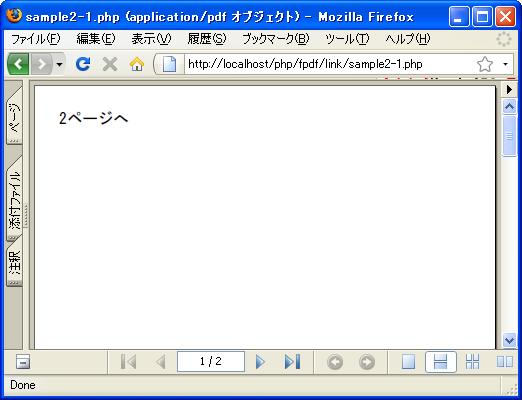 sample2-1.php (application/pdf オブジェクト) - Mozilla Firefox
ファイル(F) 編集(E) 表示(V) 履歴(S) ブックマーク(B) ツール(T) ヘルプ(H)
http://localhost/php/fpdf/link/sample2-1.php
ページ
添付ファイル
注釈
2ページへ
1 / 2
Done